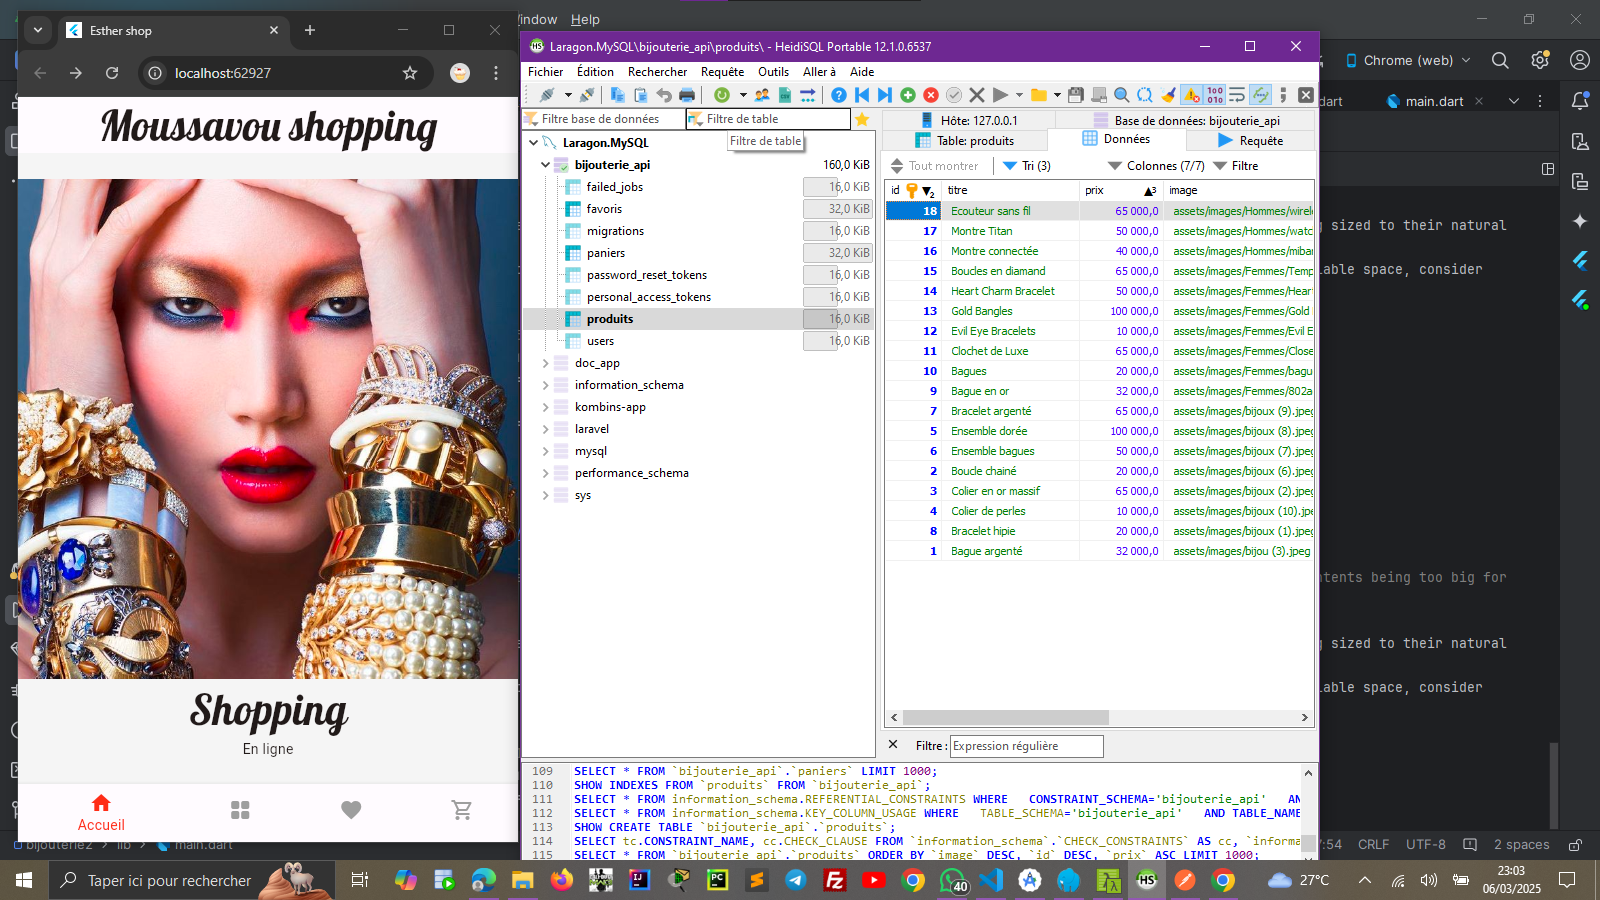 Esther shop
Window Help
localhost:62927
Moussavou shopping
Shopping
En ligne
Accueil
Laragon.MySQL\bijouterie_api\produits\ - HeidiSQL Portable 12.1.0.6537
Fichier Édition Rechercher Requête Outils Aller à Aide
Filtre base de données Filtre de table
Filtre de table
Laragon.MySQL
bijouterie_api 160,0 KiB
failed_jobs 16,0 KiB
favoris 32,0 KiB
migrations 16,0 KiB
paniers 32,0 KiB
password_reset_tokens 16,0 KiB
personal_access_tokens 16,0 KiB
produits 16,0 KiB
users 16,0 KiB
doc_app
information_schema
kombins-app
laravel
mysql
performance_schema
sys
Hôte: 127.0.0.1 Base de données: bijouterie_api
Table: produits Données Requête
Tout montrer Tri (3) Colonnes (7/7) Filtre
id titre prix image
18 Ecouteur sans fil 65 000,0 assets/images/Hommes/wirel
17 Montre Titan 50 000,0 assets/images/Hommes/watc
16 Montre connectée 40 000,0 assets/images/Hommes/miba
15 Boucles en diamand 65 000,0 assets/images/Femmes/Temp
14 Heart Charm Bracelet 50 000,0 assets/images/Femmes/Hear
13 Gold Bangles 100 000,0 assets/images/Femmes/Gold
12 Evil Eye Bracelets 10 000,0 assets/images/Femmes/Evil E
11 Clochet de Luxe 65 000,0 assets/images/Femmes/Close
10 Bagues 20 000,0 assets/images/Femmes/bagu
9 Bague en or 32 000,0 assets/images/Femmes/802a
7 Bracelet argenté 65 000,0 assets/images/bijoux (9).jpeg
5 Ensemble dorée 100 000,0 assets/images/bijoux (8).jpeg
6 Ensemble bagues 50 000,0 assets/images/bijoux (7).jpeg
2 Boucle chainé 20 000,0 assets/images/bijoux (6).jpeg
3 Colier en or massif 65 000,0 assets/images/bijoux (2).jpeg
4 Colier de perles 10 000,0 assets/images/bijoux (10).jpe
8 Bracelet hipie 20 000,0 assets/images/bijoux (1).jpeg
1 Bague argenté 32 000,0 assets/images/bijou (3).jpeg
Filtre : Expression régulière
109 SELECT * FROM `bijouterie_api`.`paniers` LIMIT 1000;
110 SHOW INDEXES FROM `produits` FROM `bijouterie_api`;
111 SELECT * FROM information_schema.REFERENTIAL_CONSTRAINTS WHERE CONSTRAINT_SCHEMA='bijouterie_api' AN
112 SELECT * FROM information_schema.KEY_COLUMN_USAGE WHERE TABLE_SCHEMA='bijouterie_api' AND TABLE_NAME
113 SHOW CREATE TABLE `bijouterie_api`.`produits`;
114 SELECT tc.CONSTRAINT_NAME, cc.CHECK_CLAUSE FROM `information_schema`.`CHECK_CONSTRAINTS` AS cc, `informa
115 SELECT * FROM `bijouterie_api`.`produits` ORDER BY `image` DESC, `id` DESC, `prix` ASC LIMIT 1000;
Chrome (web)
dart main.dart
g sized to their natural
lable space, consider
ntents being too big for
g sized to their natural
lable space, consider
bijouterie2 > lib > main.dart
7:54 CRLF UTF-8 2 spaces
Taper ici pour rechercher
40
27°C
23:03
06/03/2025